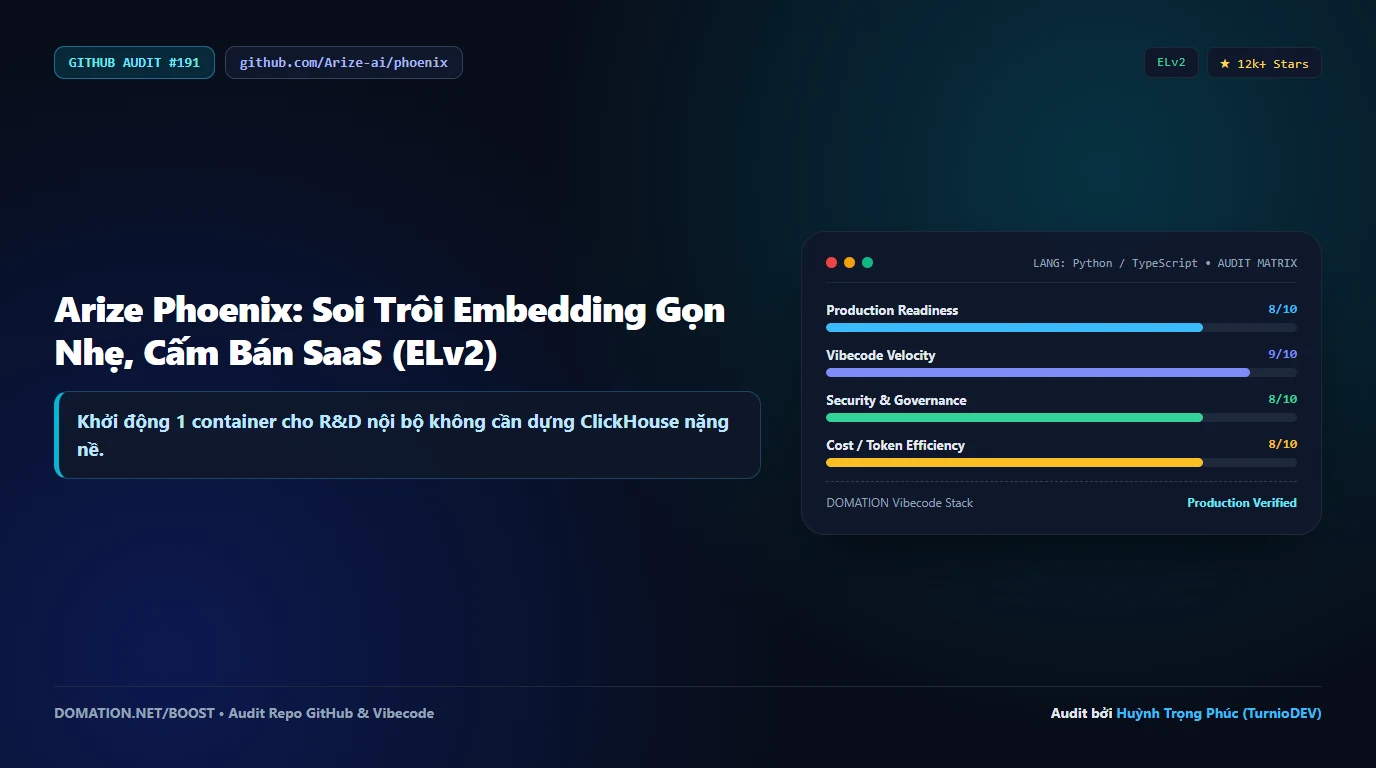 GITHUB AUDIT #191
github.com/Arize-ai/phoenix
ELv2
★ 12k+ Stars
Arize Phoenix: Soi Trôi Embedding Gọn
Nhẹ, Cấm Bán SaaS (ELv2)
Khởi động 1 container cho R&D nội bộ không cần dựng ClickHouse nặng
nề.
LANG: Python / TypeScript • AUDIT MATRIX
Production Readiness 8/10
Vibecode Velocity 9/10
Security & Governance 8/10
Cost / Token Efficiency 8/10
DOMATION Vibecode Stack Production Verified
DOMATION.NET/BOOST • Audit Repo GitHub & Vibecode
Audit bởi Huỳnh Trọng Phúc (TurnioDEV)